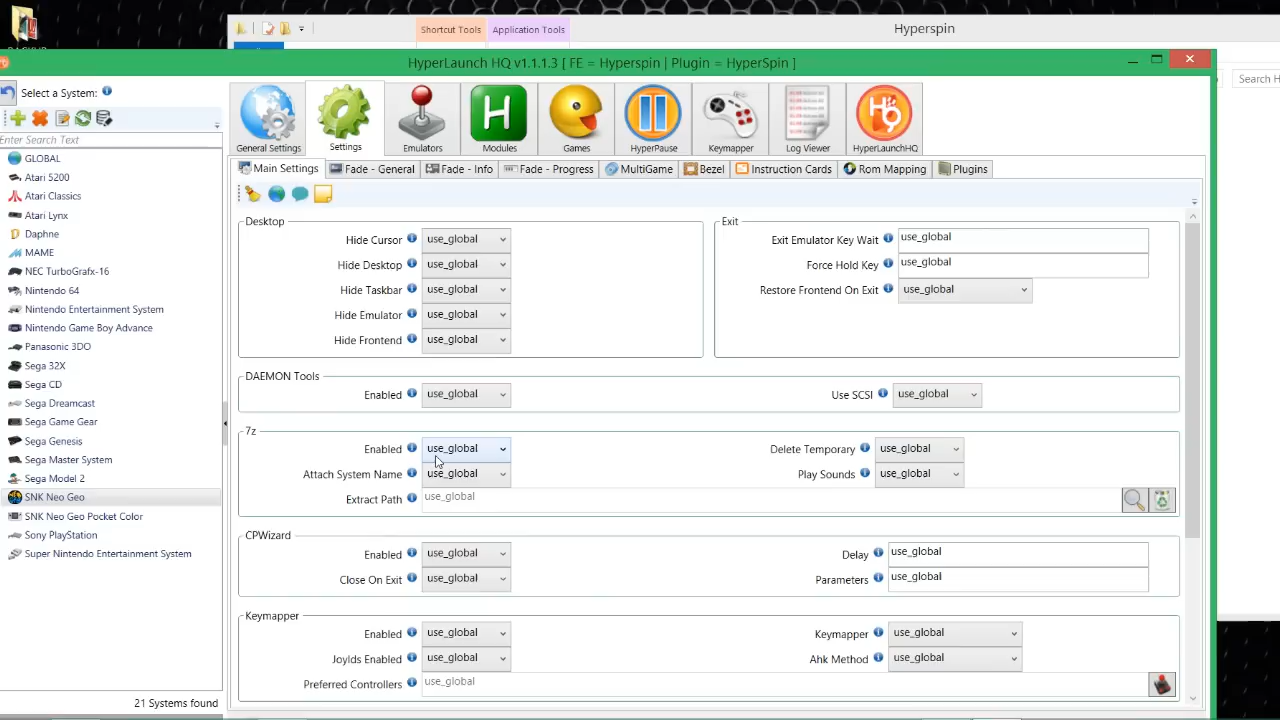 Shortcut Tools Application Tools Hyperspin
HyperLaunch HQ v1.1.1.3 [ FE = Hyperspin | Plugin = HyperSpin ]
Search H
Select a System:
Enter Search Text
GLOBAL
Atari 5200
Atari Classics
Atari Lynx
Daphne
MAME
NEC TurboGrafx-16
Nintendo 64
Nintendo Entertainment System
Nintendo Game Boy Advance
Panasonic 3DO
Sega 32X
Sega CD
Sega Dreamcast
Sega Game Gear
Sega Genesis
Sega Master System
Sega Model 2
SNK Neo Geo
SNK Neo Geo Pocket Color
Sony PlayStation
Super Nintendo Entertainment System
21 Systems found
General Settings Settings Emulators Modules Games HyperPause Keymapper Log Viewer HyperLaunchHQ
Main Settings Fade - General Fade - Info Fade - Progress MultiGame Bezel Instruction Cards Rom Mapping Plugins
Desktop
Hide Cursor use_global
Hide Desktop use_global
Hide Taskbar use_global
Hide Emulator use_global
Hide Frontend use_global
Exit
Exit Emulator Key Wait use_global
Force Hold Key use_global
Restore Frontend On Exit use_global
DAEMON Tools
Enabled use_global Use SCSI use_global
7z
Enabled use_global Delete Temporary use_global
Attach System Name use_global Play Sounds use_global
Extract Path use_global
CPWizard
Enabled use_global Delay use_global
Close On Exit use_global Parameters use_global
Keymapper
Enabled use_global Keymapper use_global
JoyIds Enabled use_global Ahk Method use_global
Preferred Controllers use_global